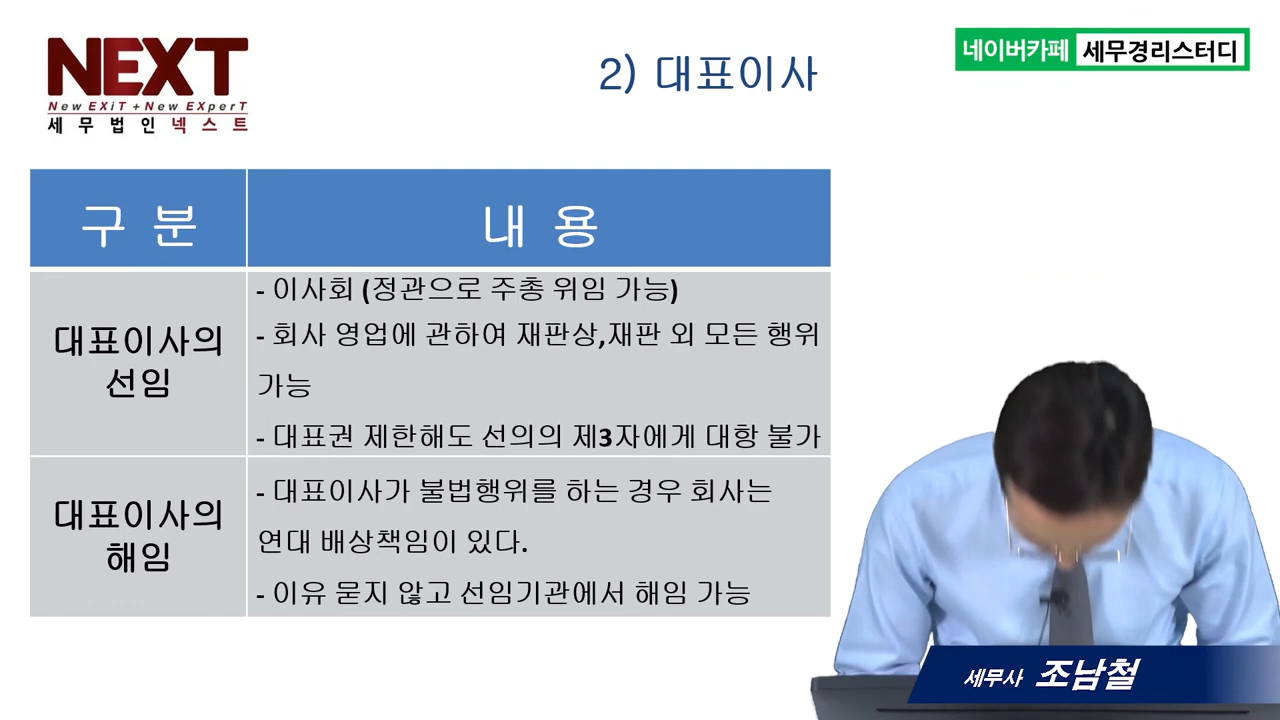 NEXT
New EXiT + New EXperT
세무법인넥스트
2) 대표이사
네이버카페 세무경리스터디
구 분
내 용
대표이사의
선임
- 이사회 (정관으로 주총 위임 가능)
- 회사 영업에 관하여 재판상,재판 외 모든 행위
가능
- 대표권 제한해도 선의의 제3자에게 대항 불가
대표이사의
해임
- 대표이사가 불법행위를 하는 경우 회사는
연대 배상책임이 있다.
- 이유 묻지 않고 선임기관에서 해임 가능
세무사 조남철